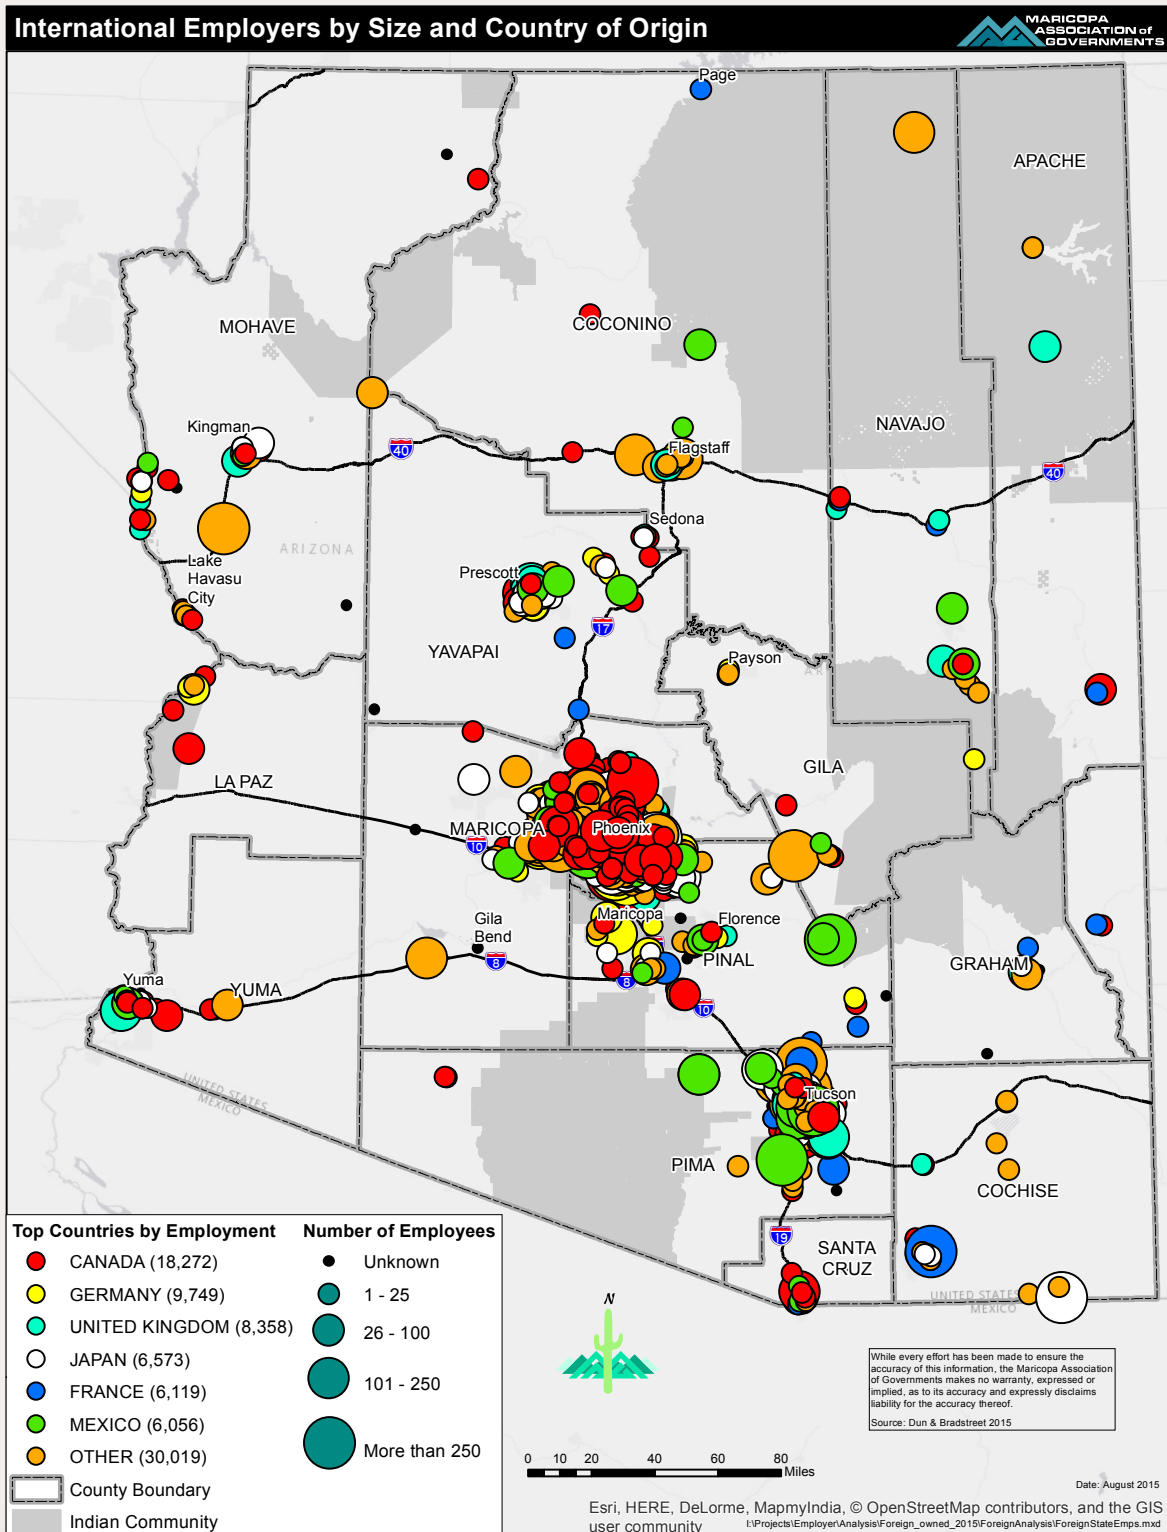 International Employers by Size and Country of Origin
MARICOPA
ASSOCIATION of
GOVERNMENTS
Page
APACHE
MOHAVE
COCONINO
NAVAJO
Kingman
40
Flagstaff
40
ARIZONA
Sedona
Lake
Havasu
City
Prescott
17
YAVAPAI
Payson
GILA
LA PAZ
MARICOPA
Phoenix
10
Gila
Bend
8
Maricopa
Florence
PINAL
8
10
GRAHAM
Yuma
YUMA
UNITED STATES
MEXICO
Tucson
PIMA
COCHISE
19
SANTA
CRUZ
UNITED STATES
MEXICO
Top Countries by Employment
CANADA (18,272)
GERMANY (9,749)
UNITED KINGDOM (8,358)
JAPAN (6,573)
FRANCE (6,119)
MEXICO (6,056)
OTHER (30,019)
County Boundary
Indian Community
Number of Employees
Unknown
1 - 25
26 - 100
101 - 250
More than 250
N
While every effort has been made to ensure the
accuracy of this information, the Maricopa Association
of Governments makes no warranty, expressed or
implied, as to its accuracy and expressly disclaims
liability for the accuracy thereof.
Source: Dun & Bradstreet 2015
0 10 20 40 60 80
Miles
Date: August 2015
Esri, HERE, DeLorme, MapmyIndia, © OpenStreetMap contributors, and the GIS
user community
I:\Projects\Employer\Analysis\Foreign_owned_2015\ForeignAnalysis\ForeignStateEmps.mxd